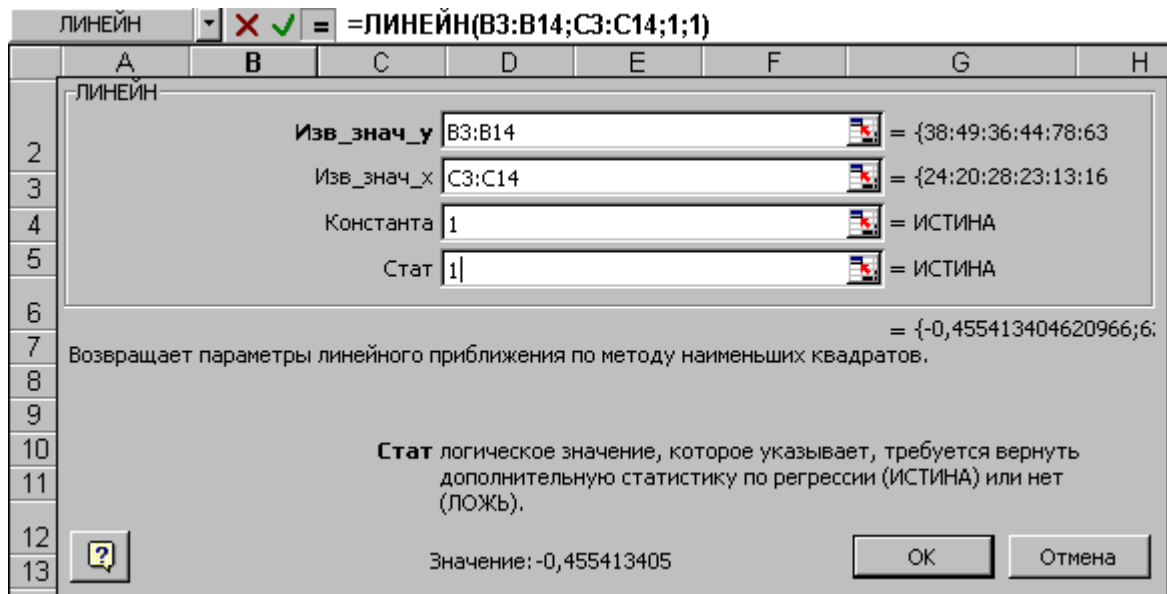 ЛИНЕЙН = =ЛИНЕЙН(B3:B14;C3:C14;1;1)
A B C D E F G H
ЛИНЕЙН
Изв_знач_y B3:B14 = {38:49:36:44:78:63
2
Изв_знач_x C3:C14 = {24:20:28:23:13:16
3
Константа 1 = ИСТИНА
4
5 Стат 1 = ИСТИНА
6
= {-0,455413404620966;6
7 Возвращает параметры линейного приближения по методу наименьших квадратов.
8
9
10 Стат логическое значение, которое указывает, требуется вернуть
11 дополнительную статистику по регрессии (ИСТИНА) или нет
(ЛОЖЬ).
12
? Значение:-0,455413405 ОК Отмена
13